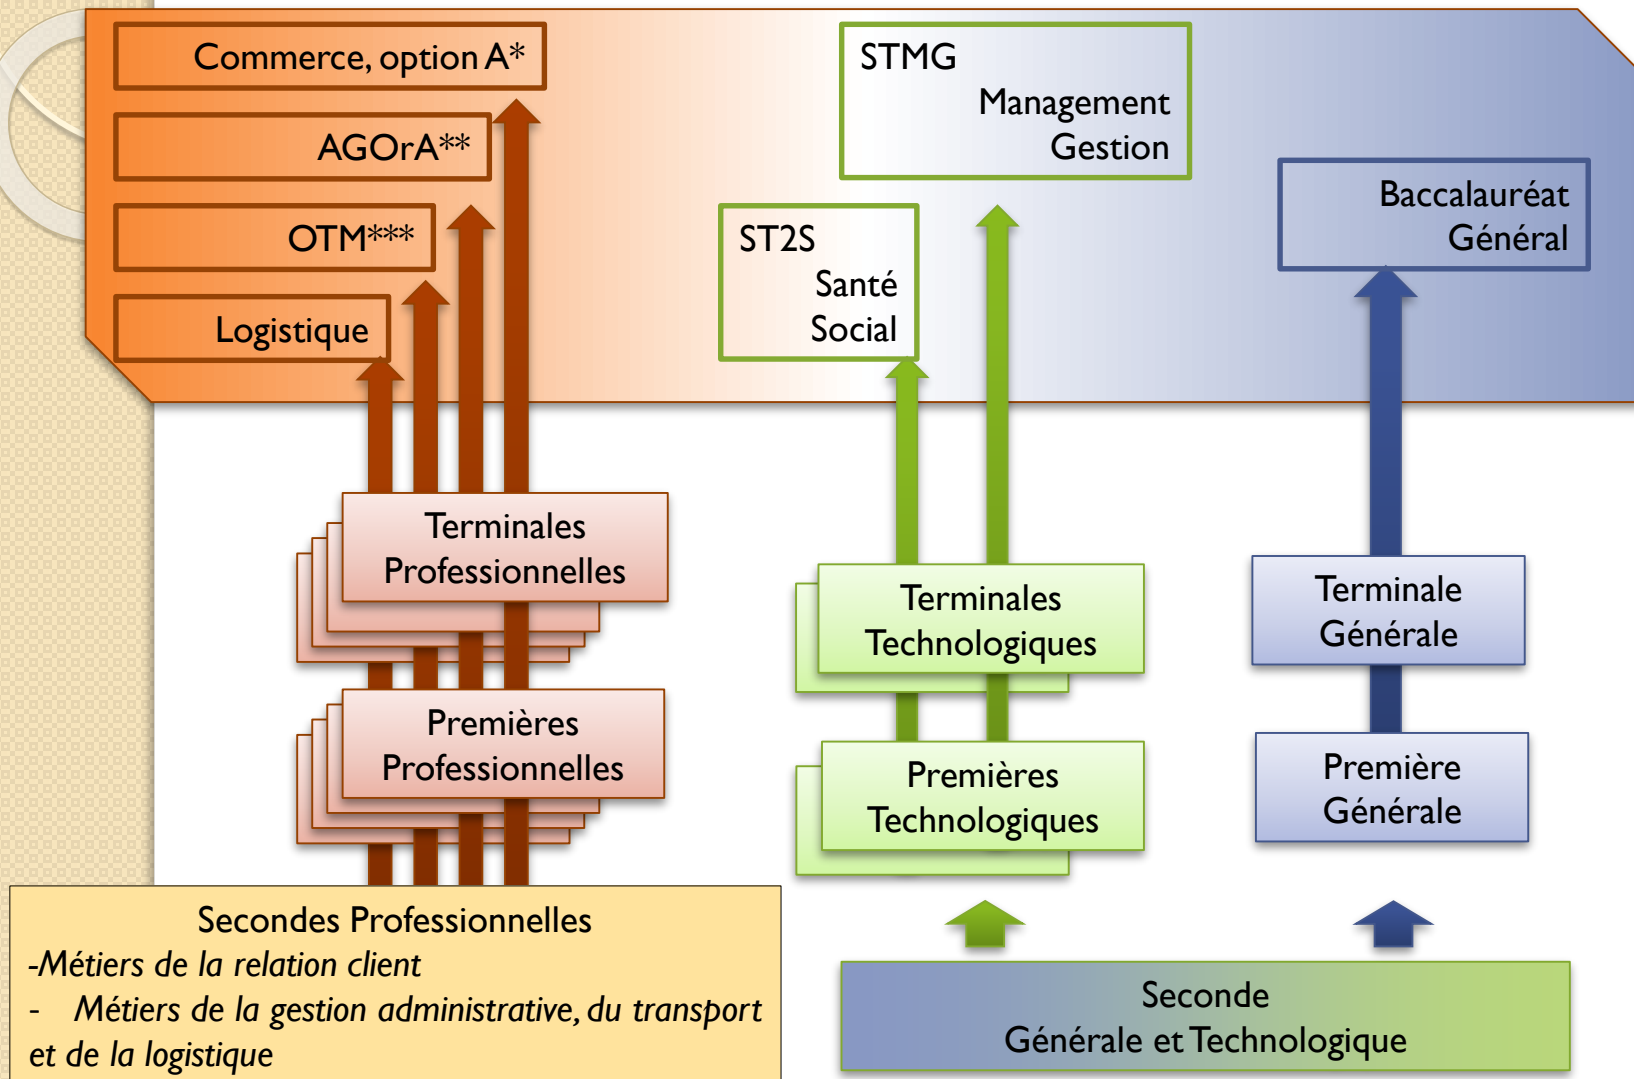 Commerce, option A*
AGOrA**
OTM***
Logistique
STMG
Management
Gestion
ST2S
Santé
Social
Baccalauréat
Général
Terminales
Professionnelles
Terminales
Technologiques
Terminale
Générale
Premières
Professionnelles
Premières
Technologiques
Première
Générale
Secondes Professionnelles
-Métiers de la relation client
- Métiers de la gestion administrative, du transport
et de la logistique
Seconde
Générale et Technologique